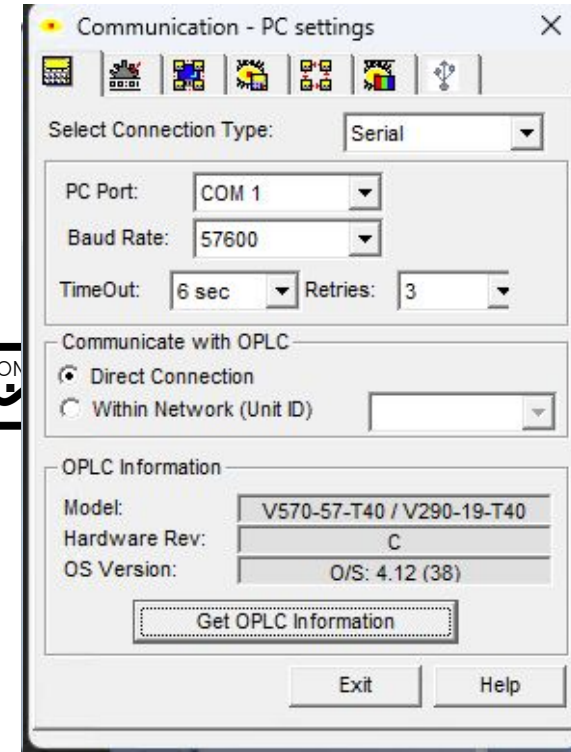 Communication - PC settings
Select Connection Type: Serial
PC Port: COM 1
Baud Rate: 57600
TimeOut: 6 sec Retries: 3
Communicate with OPLC
Direct Connection
Within Network (Unit ID)
OPLC Information
Model: V570-57-T40 / V290-19-T40
Hardware Rev: C
OS Version: O/S: 4.12 (38)
Get OPLC Information
Exit Help